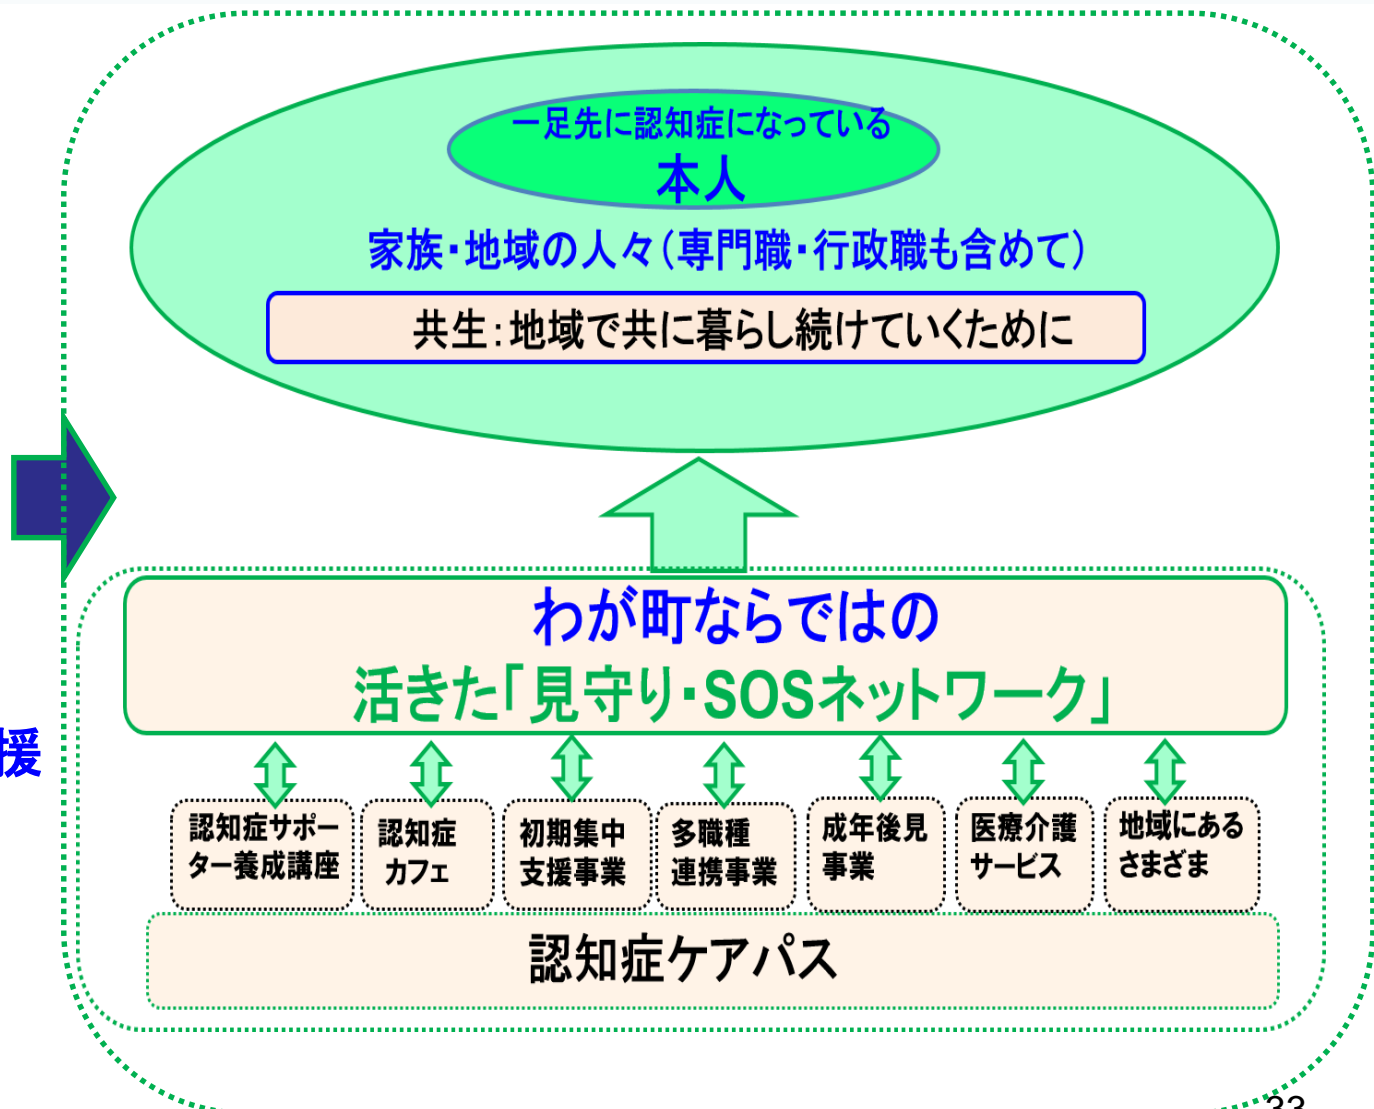 一足先に認知症になっている
本人
家族・地域の人々（専門職・行政職も含めて）
共生：地域で共に暮らし続けていくために
わが町ならではの
活きた「見守り・SOSネットワーク」
援
認知症サポー
ター養成講座
認知症
カフェ
初期集中
支援事業
多職種
連携事業
成年後見
事業
医療介護
サービス
地域にある
さまざま
認知症ケアパス
33